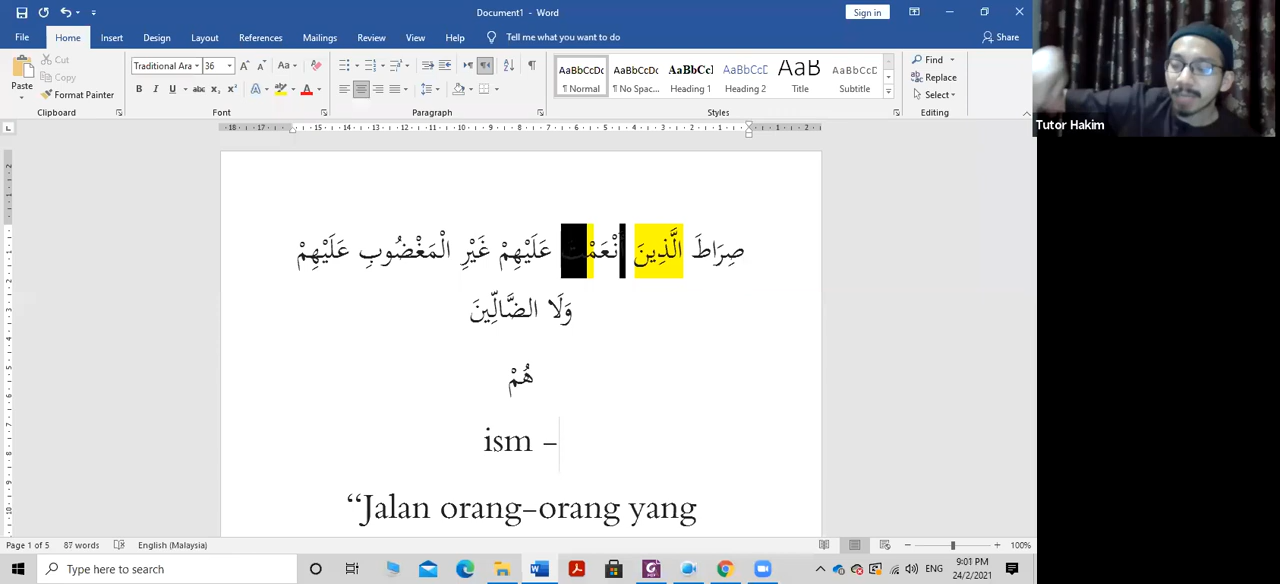 Document1 - Word
Sign in
File
Home
Insert
Design
Layout
References
Mailings
Review
View
Help
Tell me what you want to do
Share
Paste
Cut
Copy
Format Painter
Clipboard
Traditional Ara
36
Font
Paragraph
AaBbCcDc
¶ Normal
AaBbCcDc
¶ No Spac...
AaBbCcl
Heading 1
AaBbCcD
Heading 2
AaB
Title
AaBbCcD
Subtitle
Styles
Find
Replace
Select
Editing
Tutor Hakim
صِرَاطَ الَّذِينَ أَنْعَمْتَ عَلَيْهِمْ غَيْرِ الْمَغْضُوبِ عَلَيْهِمْ
وَلَا الضَّالِّينَ
هُمْ
ism -
“Jalan orang-orang yang
Page 1 of 5
87 words
English (Malaysia)
100%
Type here to search
ENG
9:01 PM
24/2/2021